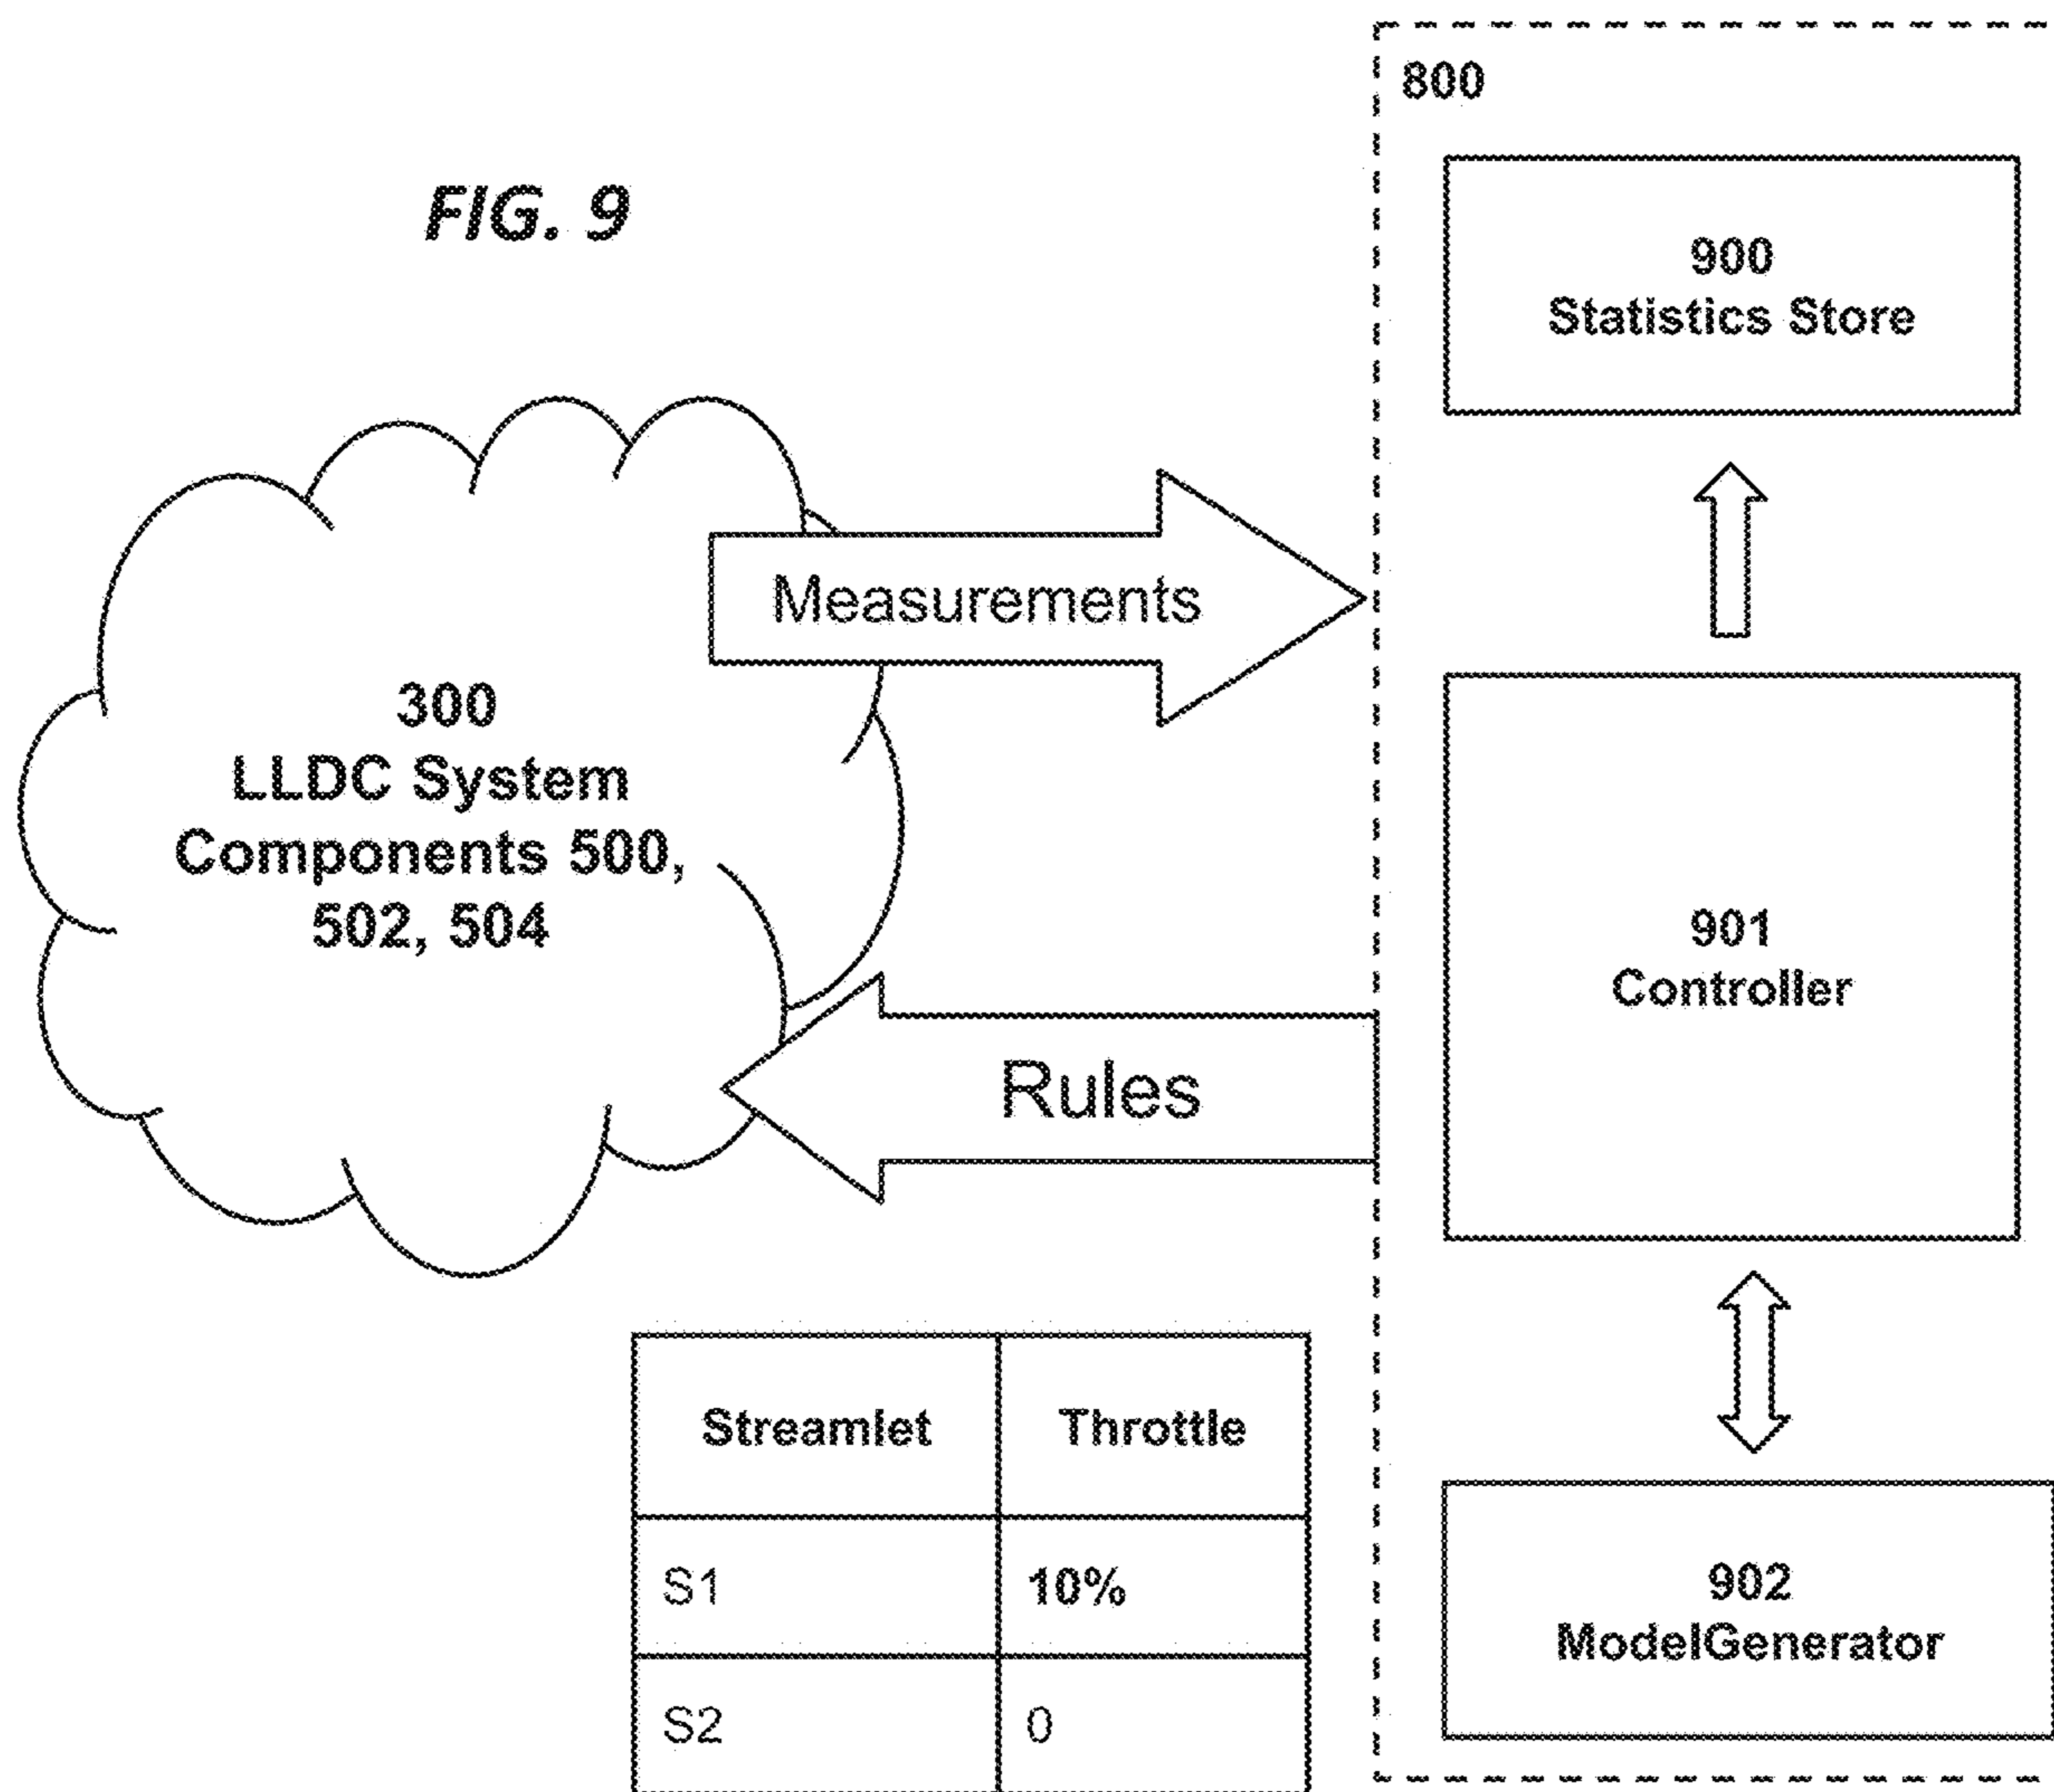 FIG. 9
800
900
Statistics Store
Measurements
300
LLDC System
Components 500,
502, 504
901
Controller
Rules
Streamlet Throttle
S1 10%
S2 0
902
ModelGenerator